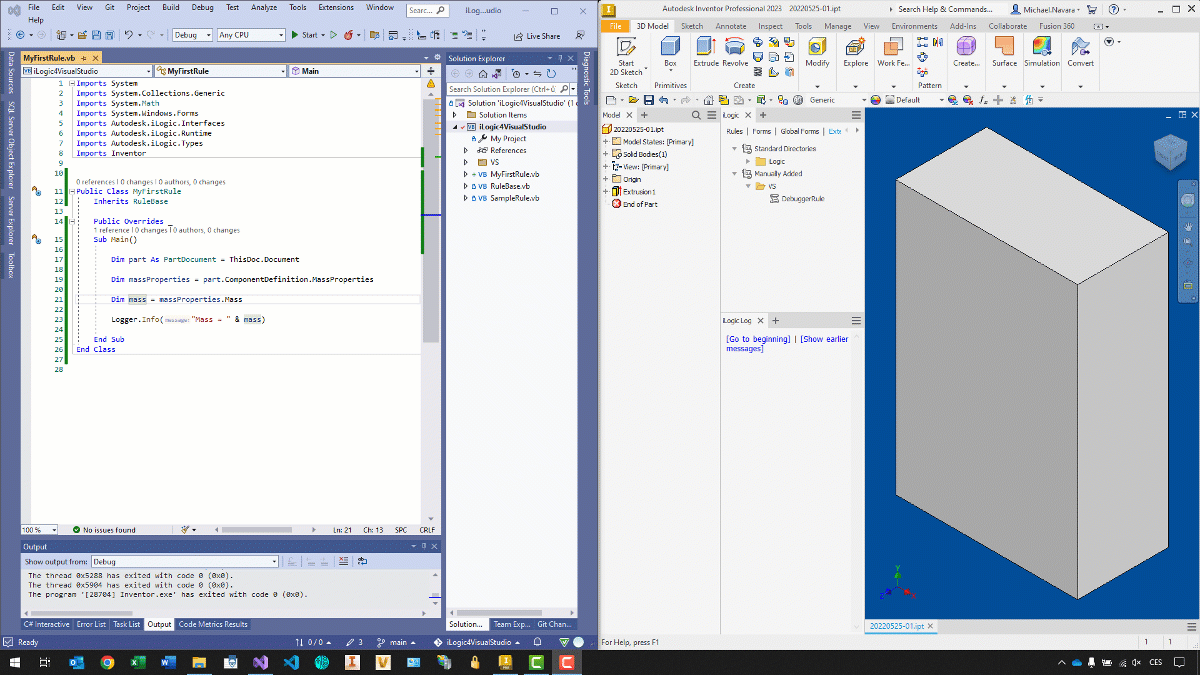 File Edit View Git Project Build Debug Test Analyze Tools Extensions Window
Help
Searc...
iLog...udio
Debug
Any CPU
Start
Live Share
Data Sources
SQL Server Object Explorer
Server Explorer
Toolbox
MyFirstRule.vb
iLogic4VisualStudio
MyFirstRule
Main
1 Imports System
2 Imports System.Collections.Generic
3 Imports System.Math
4 Imports System.Windows.Forms
5 Imports Autodesk.iLogic.Interfaces
6 Imports Autodesk.iLogic.Runtime
7 Imports Autodesk.iLogic.Types
8 Imports Inventor
9
10
0 references | 0 changes | 0 authors, 0 changes
11 Public Class MyFirstRule
12 Inherits RuleBase
13
14 Public Overrides _
1 reference | 0 changes | 0 authors, 0 changes
15 Sub Main()
16
17 Dim part As PartDocument = ThisDoc.Document
18
19 Dim massProperties = part.ComponentDefinition.MassProperties
20
21 Dim mass = massProperties.Mass
22
23 Logger.Info("Mass = " & mass)
24
25 End Sub
26 End Class
27
28
100 %
No issues found
Ln: 21 Ch: 13 SPC CRLF
Output
Show output from: Debug
The thread 0x5288 has exited with code 0 (0x0).
The thread 0x5904 has exited with code 0 (0x0).
The program '[28704] Inventor.exe' has exited with code 0 (0x0).
C# Interactive Error List Task List Output Code Metrics Results
Solution Explorer
Search Solution Explorer (Ctrl+ů)
Solution 'iLogic4VisualStudio' (1 o
Solution Items
iLogic4VisualStudio
My Project
References
VS
MyFirstRule.vb
RuleBase.vb
SampleRule.vb
Solution... Team Exp... Git Chan...
Diagnostic Tools
Ready
0 / 0
3
main
iLogic4VisualStudio
Autodesk Inventor Professional 2023 20220525-01.ipt
Search Help & Commands...
Michael.Navara
File 3D Model Sketch Annotate Inspect Tools Manage View Environments Add-Ins Collaborate Fusion 360
Start
2D Sketch
Box
Extrude
Revolve
Modify
Explore
Work Fe...
Create...
Surface
Simulation
Convert
Sketch
Primitives
Create
Pattern
Generic
Default
Model
20220525-01.ipt
Model States: [Primary]
Solid Bodies(1)
View: [Primary]
Origin
Extrusion1
End of Part
iLogic
Rules | Forms | Global Forms | Exte
Standard Directories
iLogic
Manually Added
VS
DebuggerRule
iLogic Log
[Go to beginning] | [Show earlier
messages]
Y
Z
X
20220525-01.ipt
For Help, press F1
1 1
CES